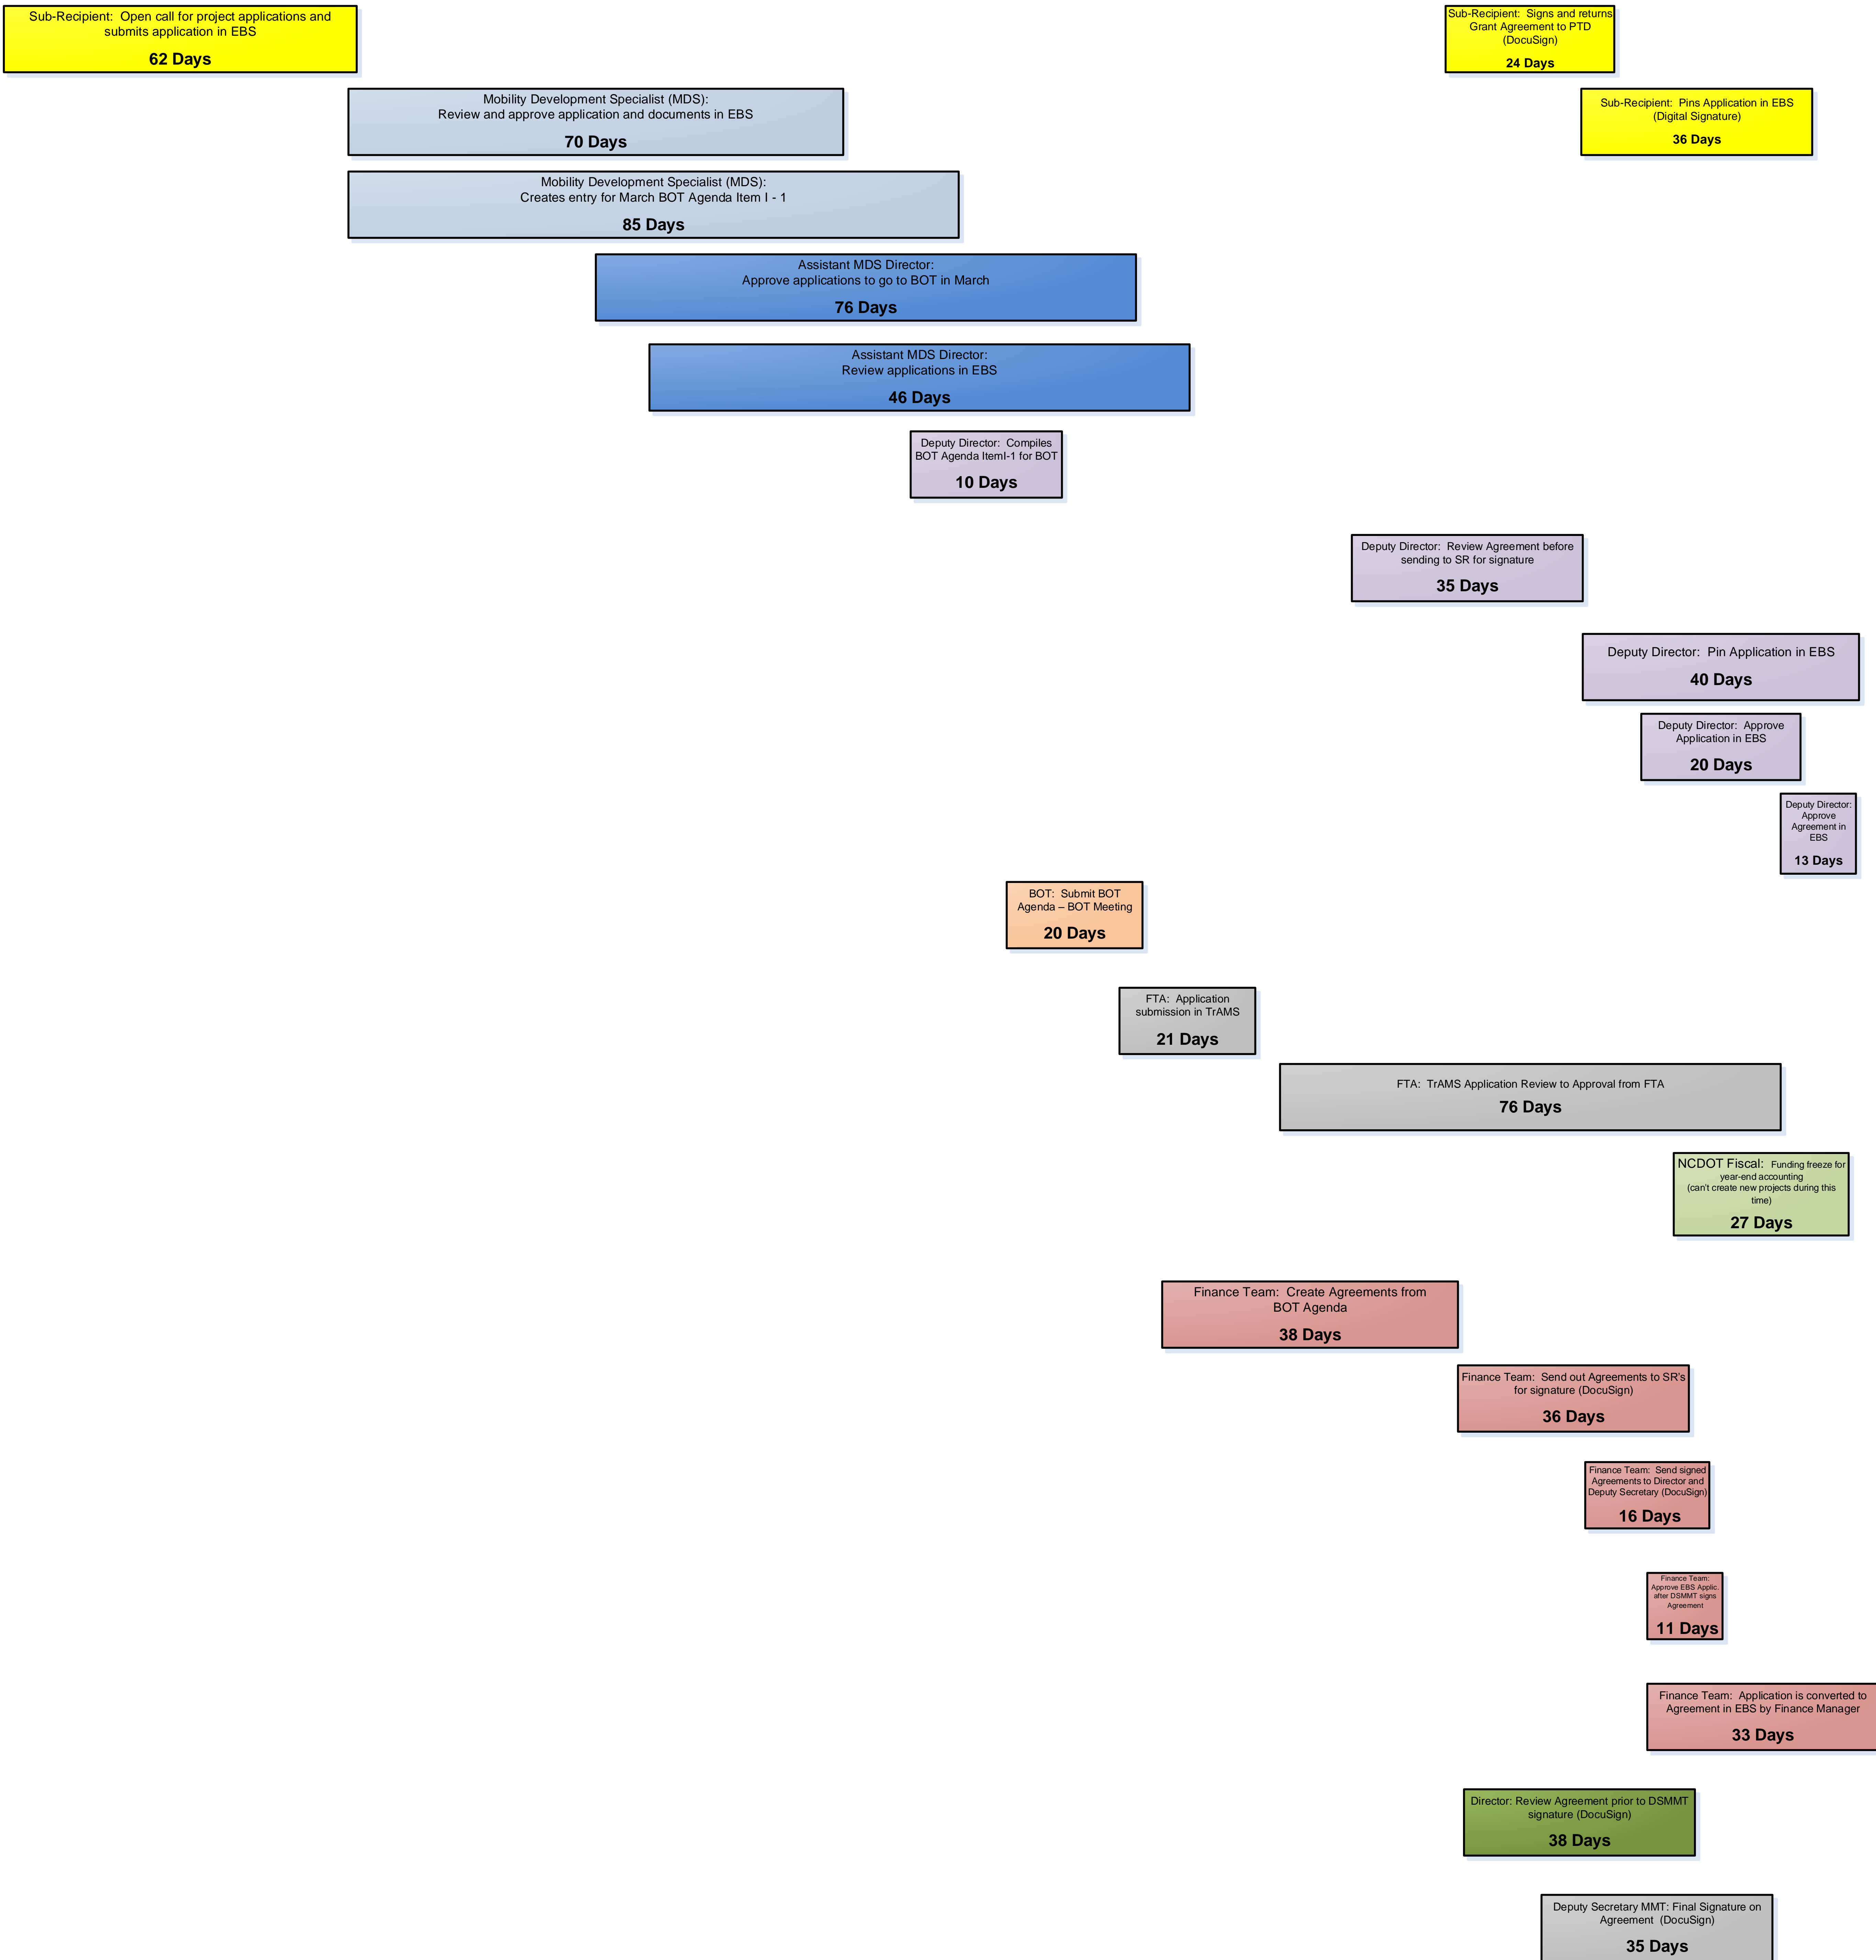 Sub-Recipient: Open call for project applications and
submits application in EBS
62 Days
Sub-Recipient: Signs and returns
Grant Agreement to PTD
(DocuSign)
24 Days
Mobility Development Specialist (MDS):
Review and approve application and documents in EBS
70 Days
Sub-Recipient: Pins Application in EBS
(Digital Signature)
36 Days
Mobility Development Specialist (MDS):
Creates entry for March BOT Agenda Item I - 1
85 Days
Assistant MDS Director:
Approve applications to go to BOT in March
76 Days
Assistant MDS Director:
Review applications in EBS
46 Days
Deputy Director: Compiles
BOT Agenda ItemI-1 for BOT
10 Days
Deputy Director: Review Agreement before
sending to SR for signature
35 Days
Deputy Director: Pin Application in EBS
40 Days
Deputy Director: Approve
Application in EBS
20 Days
Deputy Director:
Approve
Agreement in
EBS
13 Days
BOT: Submit BOT
Agenda – BOT Meeting
20 Days
FTA: Application
submission in TrAMS
21 Days
FTA: TrAMS Application Review to Approval from FTA
76 Days
NCDOT Fiscal: Funding freeze for
year-end accounting
(can't create new projects during this
time)
27 Days
Finance Team: Create Agreements from
BOT Agenda
38 Days
Finance Team: Send out Agreements to SR's
for signature (DocuSign)
36 Days
Finance Team: Send signed
Agreements to Director and
Deputy Secretary (DocuSign)
16 Days
Finance Team:
Approve EBS Applic.
after DSMMT signs
Agreement
11 Days
Finance Team: Application is converted to
Agreement in EBS by Finance Manager
33 Days
Director: Review Agreement prior to DSMMT
signature (DocuSign)
38 Days
Deputy Secretary MMT: Final Signature on
Agreement (DocuSign)
35 Days